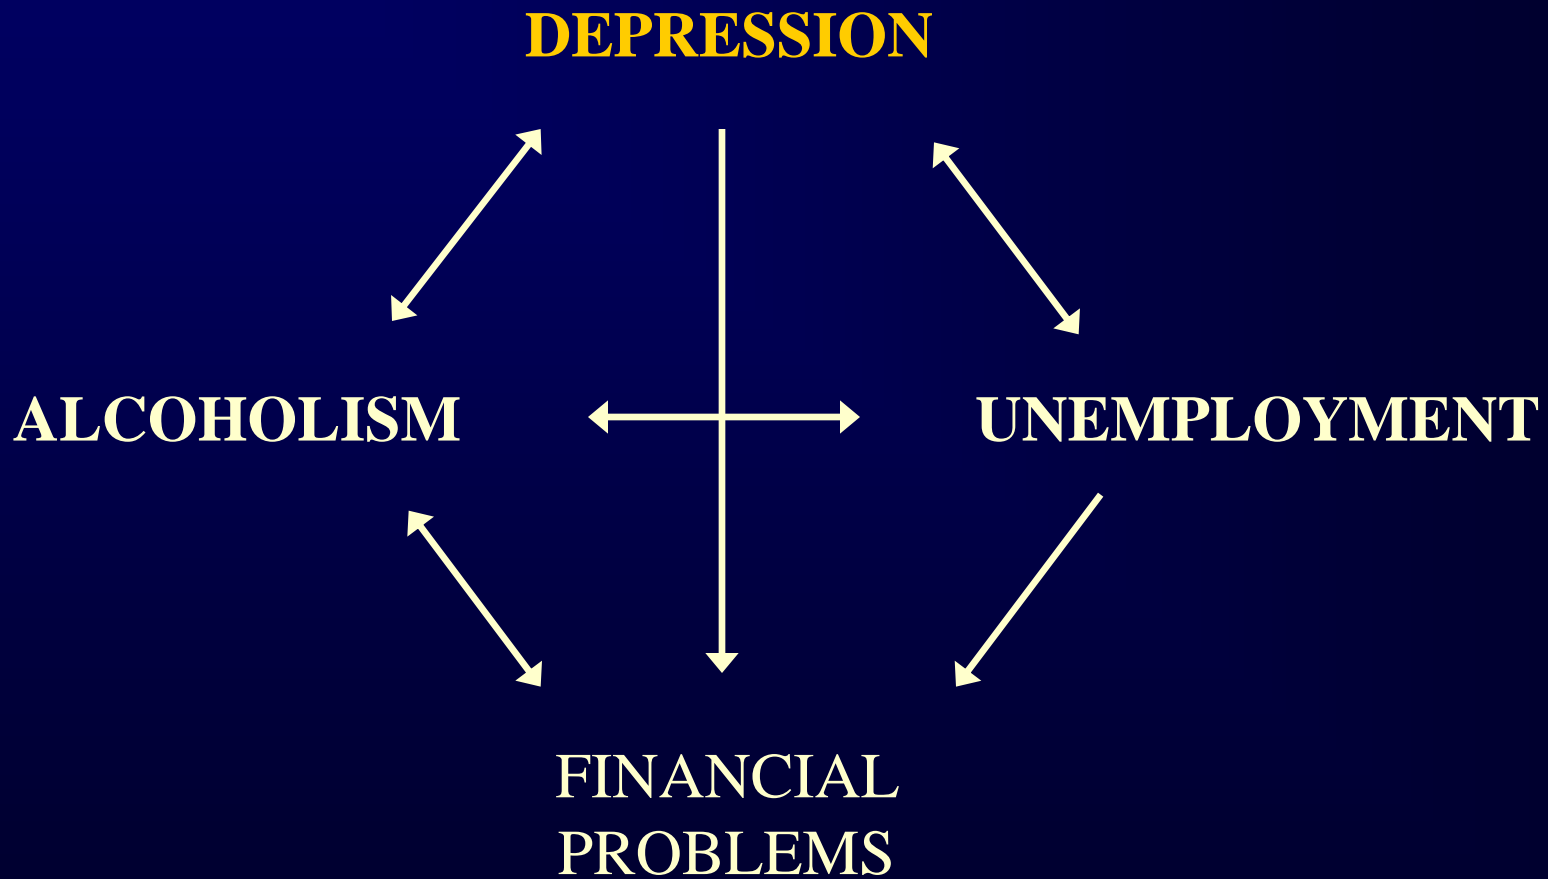 DEPRESSION
ALCOHOLISM
UNEMPLOYMENT
FINANCIAL
PROBLEMS